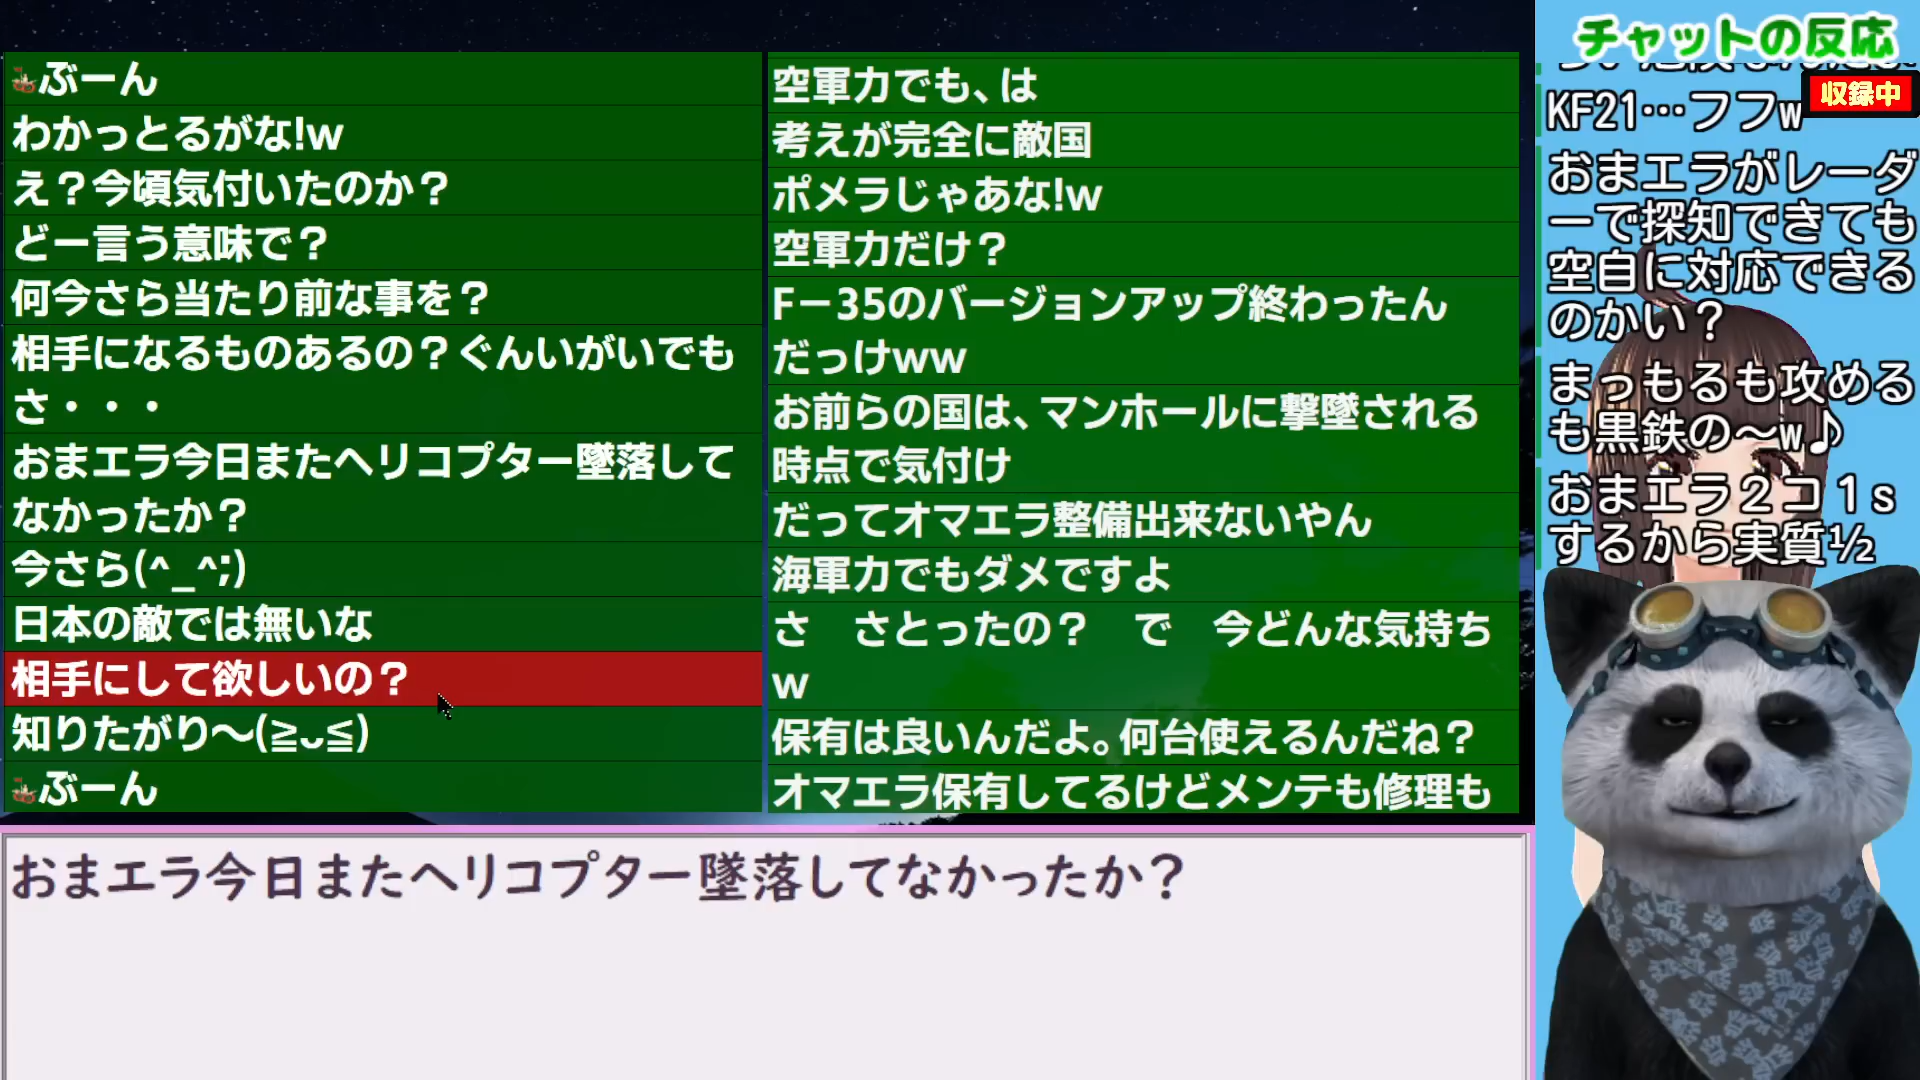 ぶーん
わかっとるがな!w
え？今頃気付いたのか？
どー言う意味で？
何今さら当たり前な事を？
相手になるものあるの？ぐんいがいでも
さ・・・
おまエラ今日またヘリコプター墜落して
なかったか？
今さら(^_^;)
日本の敵では無いな
相手にして欲しいの？
知りたがり〜(≧ᴗ≦)
ぶーん
空軍力でも、は
考えが完全に敵国
ポメラじゃあな!w
空軍力だけ？
F－35のバージョンアップ終わったん
だっけww
お前らの国は、マンホールに撃墜される
時点で気付け
だってオマエラ整備出来ないやん
海軍力でもダメですよ
さ　さとったの？　で　今どんな気持ち
w
保有は良いんだよ。何台使えるんだね？
オマエラ保有してるけどメンテも修理も
おまエラ今日またヘリコプター墜落してなかったか？
チャットの反応
収録中
KF21…フフw
おまエラがレーダ
ーで探知できても
空自に対応できる
のかい？
まっもるも攻める
も黒鉄の〜w♪
おまエラ２コ１s
するから実質½